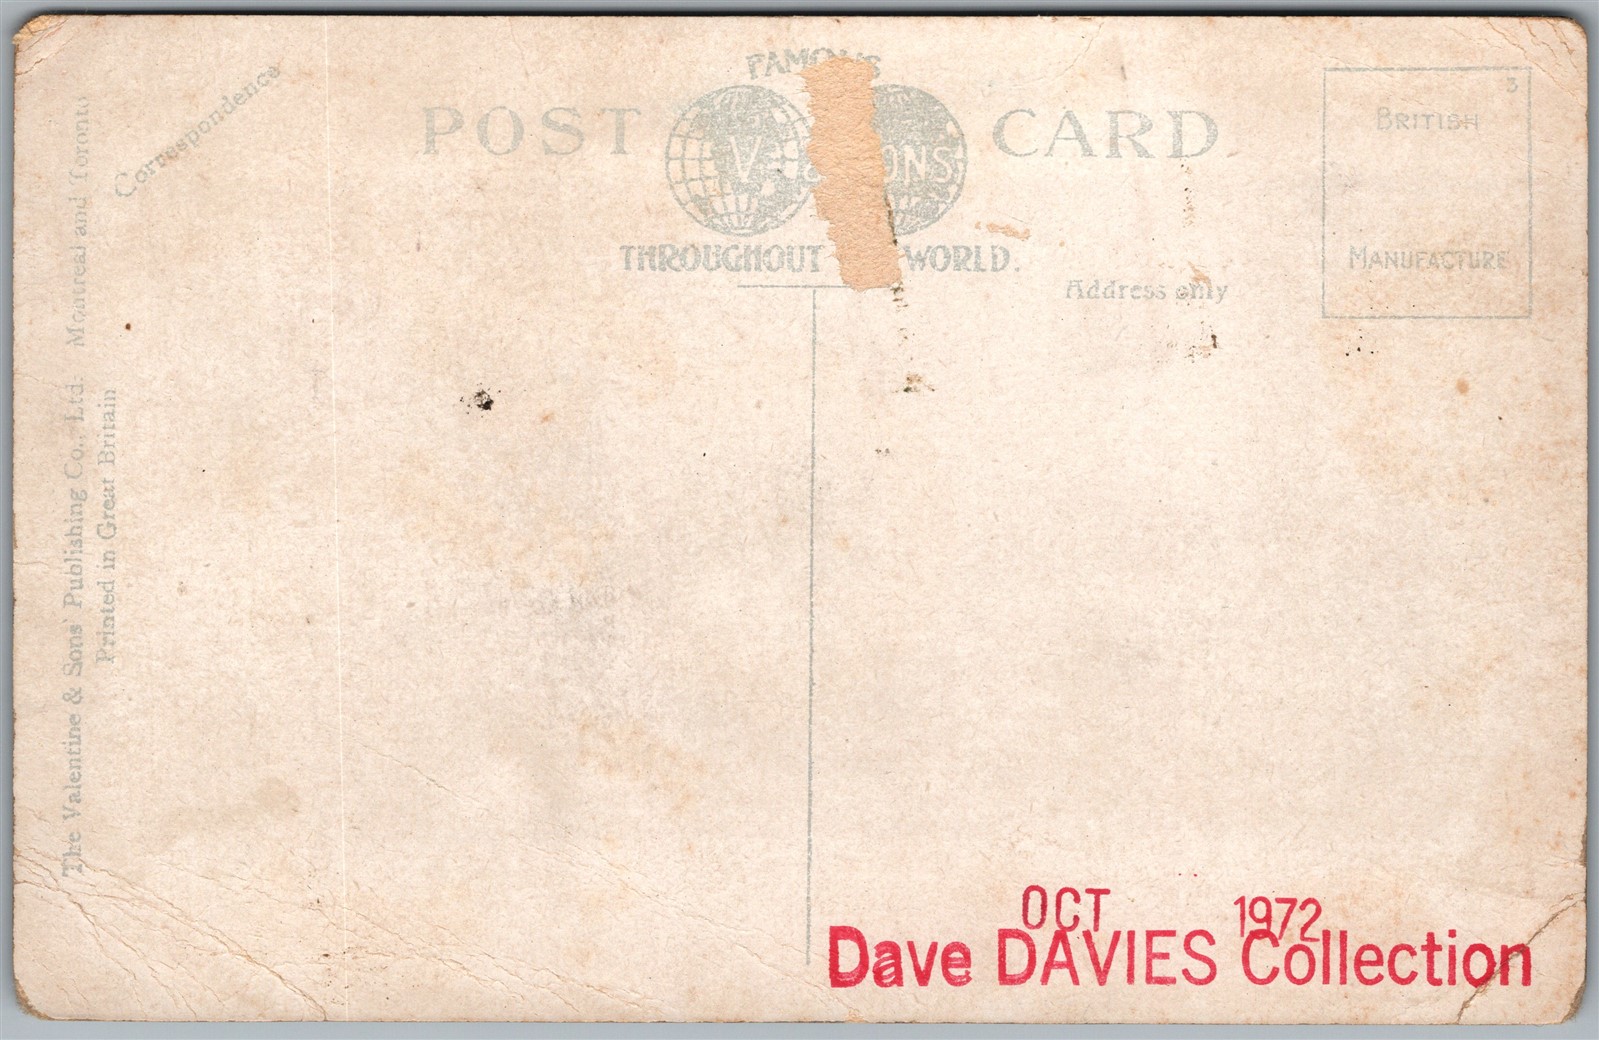 FAMOUS
POST CARD
V & SONS
THROUGHOUT WORLD.
Correspondence
Address only
3
BRITISH
MANUFACTURE
The Valentine & Sons' Publishing Co., Ltd. Montreal and Toronto
Printed in Great Britain
OCT 1972
Dave DAVIES Collection